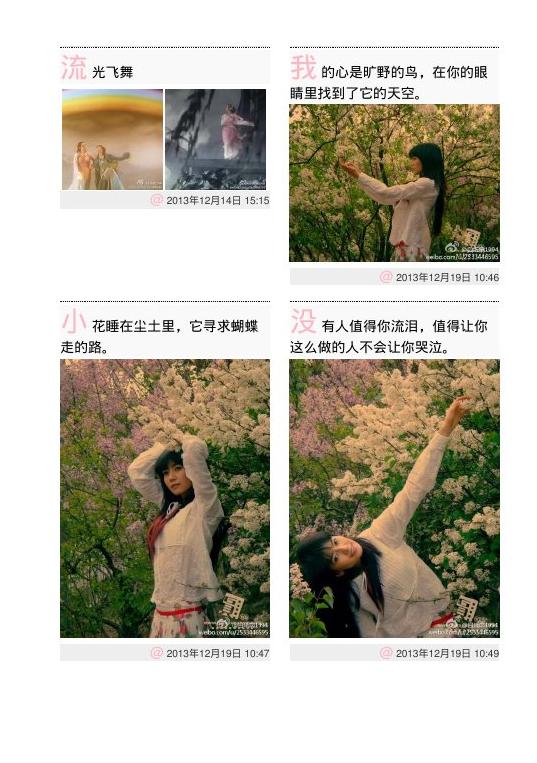 流 光飞舞
@ 2013年12月14日 15:15
我 的心是旷野的鸟，在你的眼
睛里找到了它的天空。
weibo.com/u/2533446595
@ 2013年12月19日 10:46
小 花睡在尘土里，它寻求蝴蝶
走的路。
weibo.com/u/2533446595
@ 2013年12月19日 10:47
没 有人值得你流泪，值得让你
这么做的人不会让你哭泣。
weibo.com/u/2533446595
@ 2013年12月19日 10:49